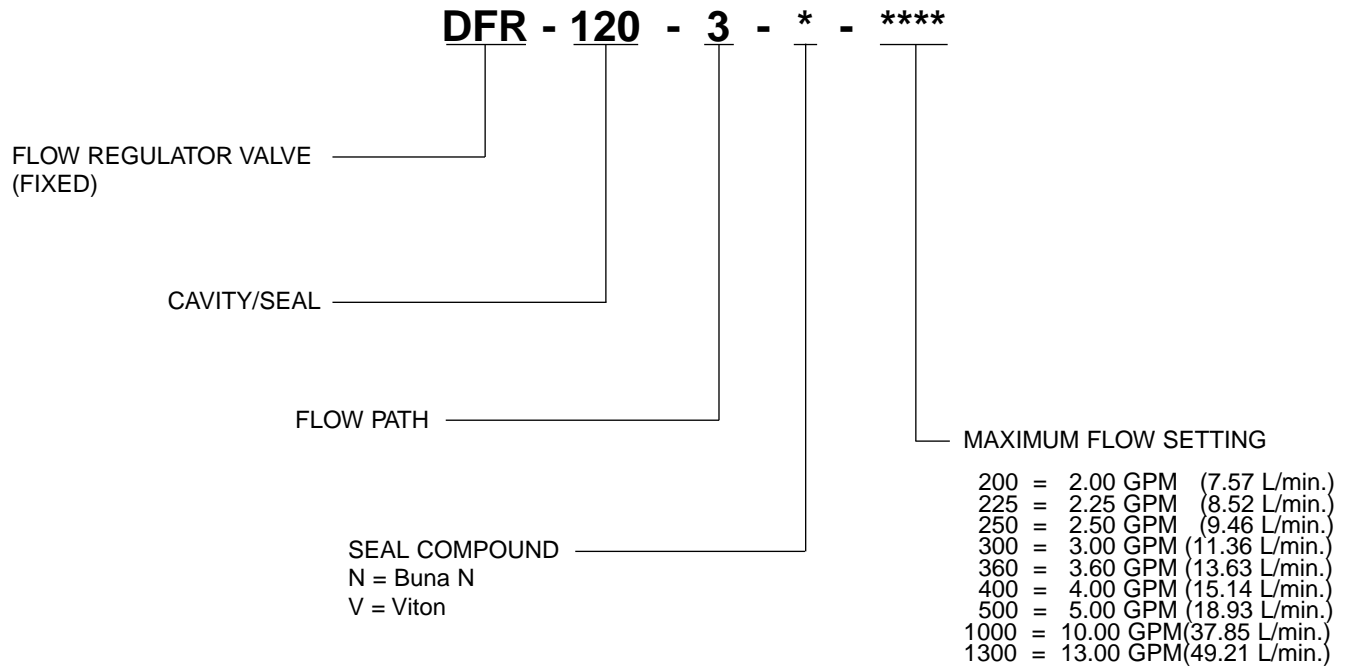 DFR - 120 - 3 - * - ****
FLOW REGULATOR VALVE
(FIXED)
CAVITY/SEAL
FLOW PATH
SEAL COMPOUND
N = Buna N
V = Viton
MAXIMUM FLOW SETTING
200 = 2.00 GPM (7.57 L/min.)
225 = 2.25 GPM (8.52 L/min.)
250 = 2.50 GPM (9.46 L/min.)
300 = 3.00 GPM (11.36 L/min.)
360 = 3.60 GPM (13.63 L/min.)
400 = 4.00 GPM (15.14 L/min.)
500 = 5.00 GPM (18.93 L/min.)
1000 = 10.00 GPM(37.85 L/min.)
1300 = 13.00 GPM(49.21 L/min.)